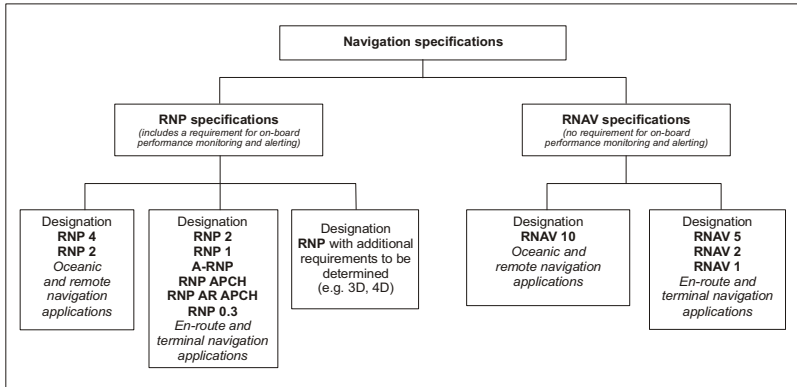 Navigation specifications
RNP specifications
(includes a requirement for on-board
performance monitoring and alerting)
RNAV specifications
(no requirement for on-board
performance monitoring and alerting)
Designation
RNP 4
RNP 2
Oceanic
and remote
navigation
applications
Designation
RNP 2
RNP 1
A-RNP
RNP APCH
RNP AR APCH
RNP 0.3
En-route and
terminal navigation
applications
Designation
RNP with additional
requirements to be
determined
(e.g. 3D, 4D)
Designation
RNAV 10
Oceanic and
remote navigation
applications
Designation
RNAV 5
RNAV 2
RNAV 1
En-route and
terminal navigation
applications